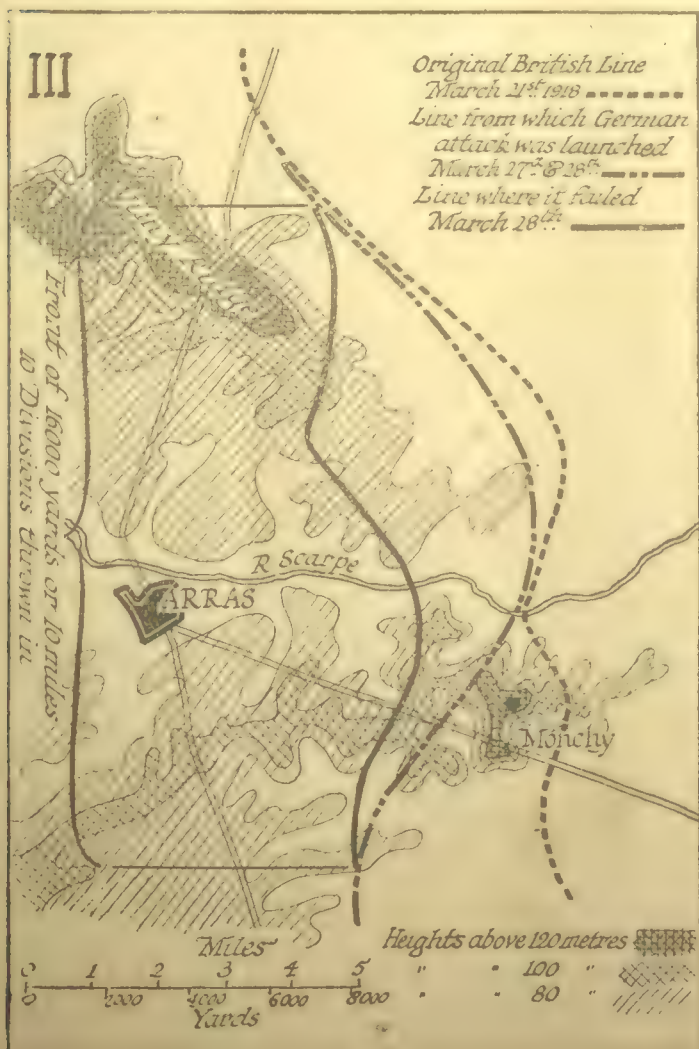 III
Original British Line
March 21st 1918
Line from which German
attack was launched
March 27th & 28th
Line where it failed
March 28th
Vimy Ridge
Front of 16000 yards or 10 miles
10 Divisions thrown in
R Scarpe
ARRAS
Monchy
Miles
0 1 2 3 4 5
0 2000 4000 6000 8000
Yards
Heights above 120 metres
" " 100 "
" " 80 "